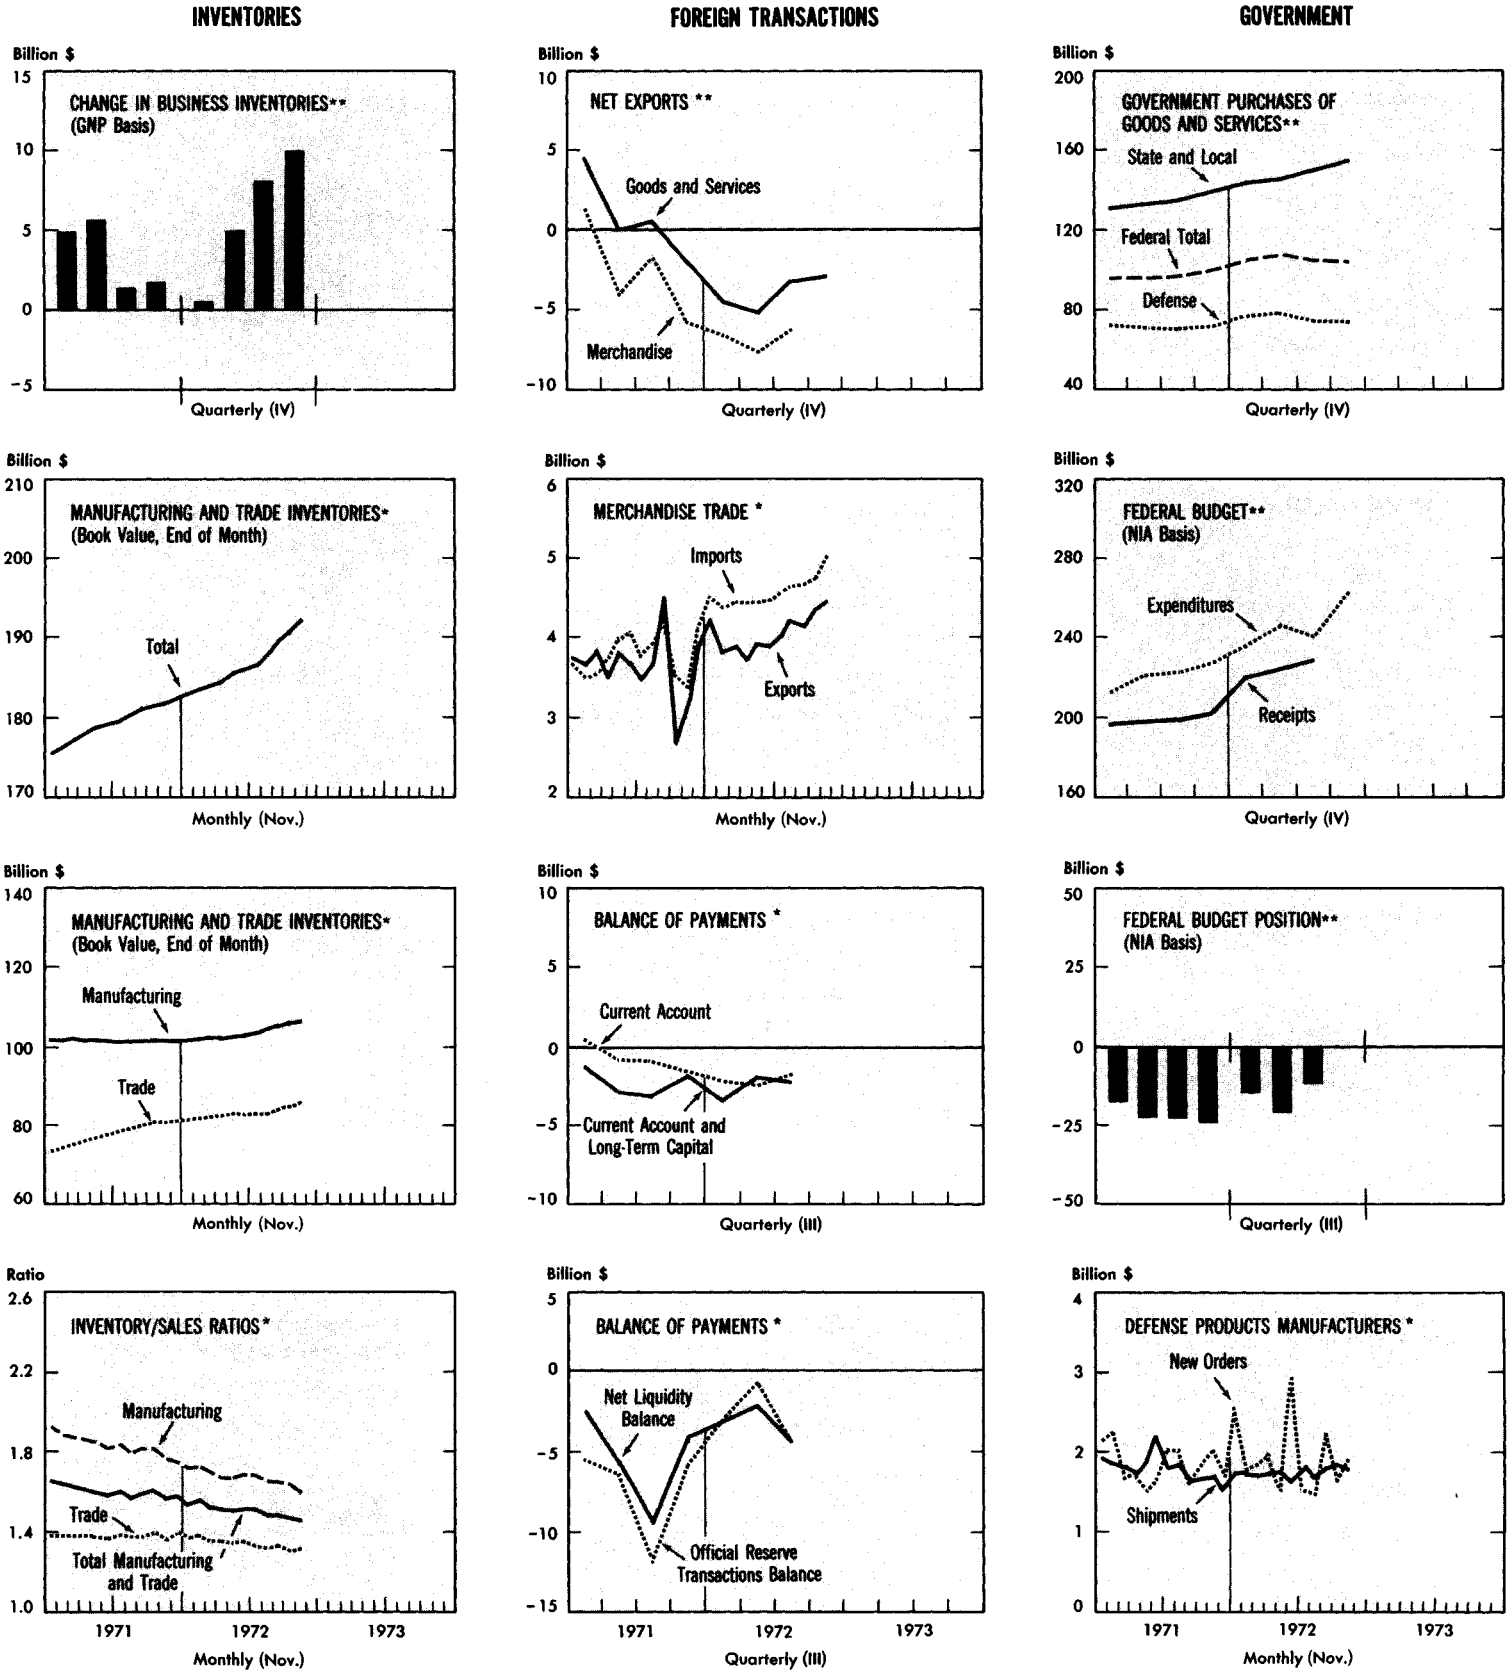 INVENTORIES
Billion $
15
10
5
0
-5
CHANGE IN BUSINESS INVENTORIES**
(GNP Basis)
Quarterly (IV)
Billion $
210
200
190
180
170
MANUFACTURING AND TRADE INVENTORIES*
(Book Value, End of Month)
Total
Monthly (Nov.)
Billion $
140
120
100
80
60
MANUFACTURING AND TRADE INVENTORIES*
(Book Value, End of Month)
Manufacturing
Trade
Monthly (Nov.)
Ratio
2.6
2.2
1.8
1.4
1.0
INVENTORY/SALES RATIOS*
Manufacturing
Trade
Total Manufacturing
and Trade
1971 1972 1973
Monthly (Nov.)
FOREIGN TRANSACTIONS
Billion $
10
5
0
-5
-10
NET EXPORTS **
Goods and Services
Merchandise
Quarterly (IV)
Billion $
6
5
4
3
2
MERCHANDISE TRADE *
Imports
Exports
Monthly (Nov.)
Billion $
10
5
0
-5
-10
BALANCE OF PAYMENTS *
Current Account
Current Account and
Long-Term Capital
Quarterly (III)
Billion $
5
0
-5
-10
-15
BALANCE OF PAYMENTS *
Net Liquidity
Balance
Official Reserve
Transactions Balance
1971 1972 1973
Quarterly (III)
GOVERNMENT
Billion $
200
160
120
80
40
GOVERNMENT PURCHASES OF
GOODS AND SERVICES**
State and Local
Federal Total
Defense
Quarterly (IV)
Billion $
320
280
240
200
160
FEDERAL BUDGET**
(NIA Basis)
Expenditures
Receipts
Quarterly (IV)
Billion $
50
25
0
-25
-50
FEDERAL BUDGET POSITION**
(NIA Basis)
Quarterly (III)
Billion $
4
3
2
1
0
DEFENSE PRODUCTS MANUFACTURERS *
New Orders
Shipments
1971 1972 1973
Monthly (Nov.)